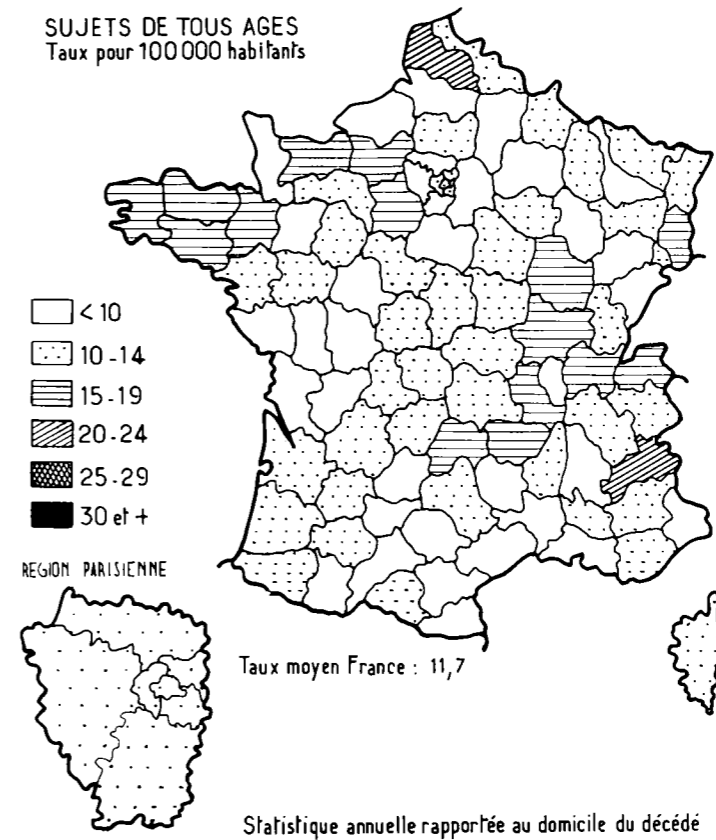 SUJETS DE TOUS AGES
Taux pour 100 000 habitants
< 10
10-14
15-19
20-24
25-29
30 et +
REGION PARISIENNE
Taux moyen France : 11,7
Statistique annuelle rapportée au domicile du décédé